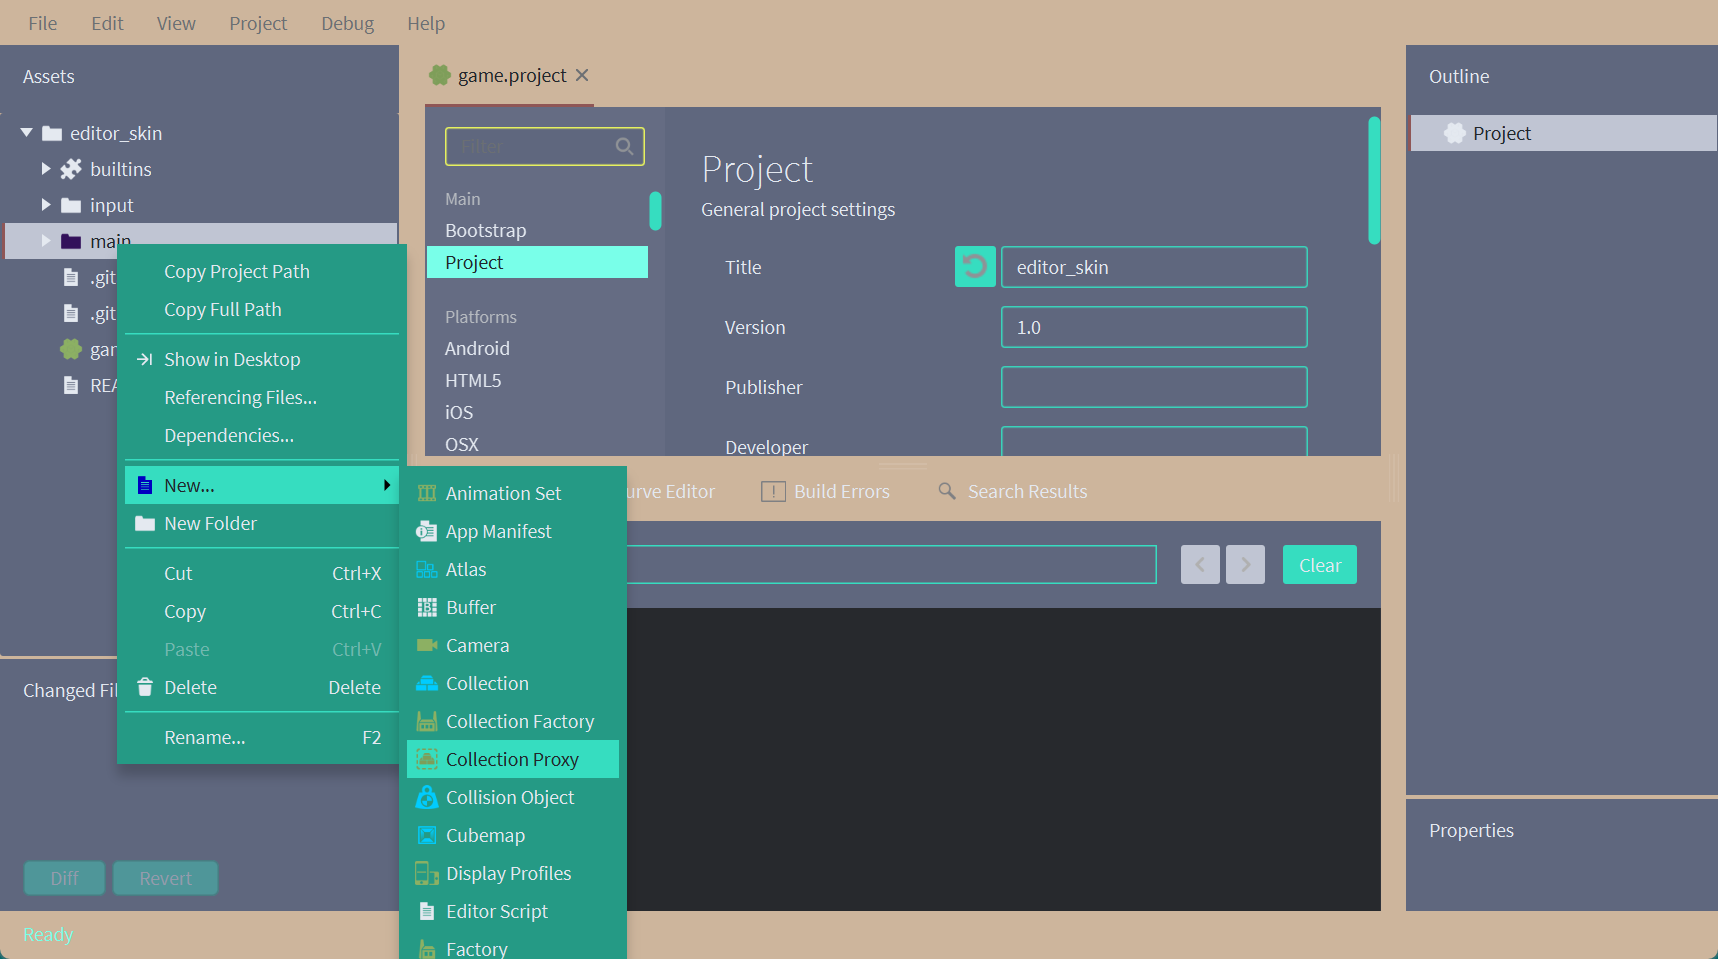 File Edit View Project Debug Help
Assets
editor_skin
builtins
input
main
.git
.git
REA
Copy Project Path
Copy Full Path
Show in Desktop
Referencing Files...
Dependencies...
New...
New Folder
Cut Ctrl+X
Copy Ctrl+C
Paste Ctrl+V
Delete Delete
Rename... F2
Changed Fil
Diff Revert
Ready
Animation Set
App Manifest
Atlas
Buffer
Camera
Collection
Collection Factory
Collection Proxy
Collision Object
Cubemap
Display Profiles
Editor Script
Factory
game.project
Filter
Main
Bootstrap
Project
Platforms
Android
HTML5
iOS
OSX
Project
General project settings
Title editor_skin
Version 1.0
Publisher
Developer
urve Editor Build Errors Search Results
Clear
Outline
Project
Properties